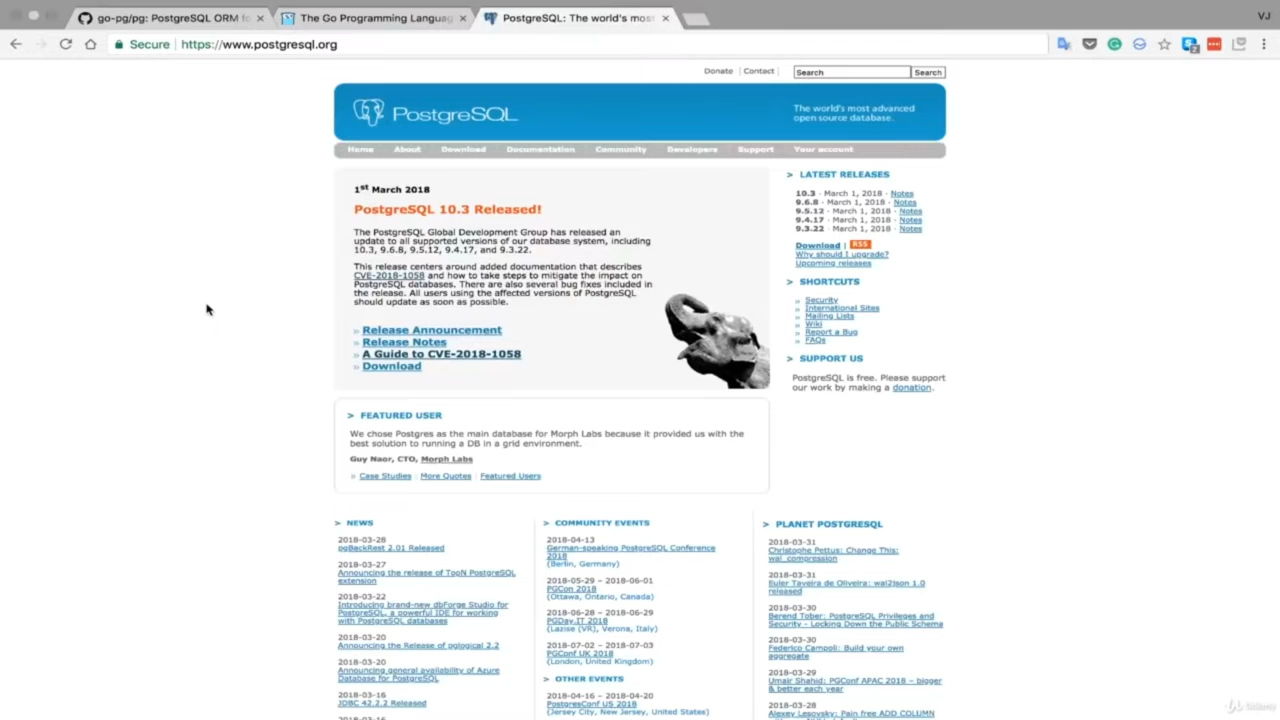 go-pg/pg: PostgreSQL ORM fo
The Go Programming Languag
PostgreSQL: The world's most
VJ
Secure
https://www.postgresql.org
2
Donate | Contact |
Search
Search
PostgreSQL
The world's most advanced
open source database.
Home About Download Documentation Community Developers Support Your account
1st March 2018
PostgreSQL 10.3 Released!
The PostgreSQL Global Development Group has released an
update to all supported versions of our database system, including
10.3, 9.6.8, 9.5.12, 9.4.17, and 9.3.22.
This release centers around added documentation that describes
CVE-2018-1058 and how to take steps to mitigate the impact on
PostgreSQL databases. There are also several bug fixes included in
the release. All users using the affected versions of PostgreSQL
should update as soon as possible.
» Release Announcement
» Release Notes
» A Guide to CVE-2018-1058
» Download
> LATEST RELEASES
10.3 · March 1, 2018 · Notes
9.6.8 · March 1, 2018 · Notes
9.5.12 · March 1, 2018 · Notes
9.4.17 · March 1, 2018 · Notes
9.3.22 · March 1, 2018 · Notes
Download | RSS
Why should I upgrade?
Upcoming releases
> SHORTCUTS
» Security
» International Sites
» Mailing Lists
» Wiki
» Report a Bug
» FAQs
> SUPPORT US
PostgreSQL is free. Please support
our work by making a donation.
> FEATURED USER
We chose Postgres as the main database for Morph Labs because it provided us with the
best solution to running a DB in a grid environment.
Guy Naor, CTO, Morph Labs
» Case Studies | More Quotes | Featured Users
> NEWS
2018-03-28
pgBackRest 2.01 Released
2018-03-27
Announcing the release of TopN PostgreSQL
extension
2018-03-22
Introducing brand-new dbForge Studio for
PostgreSQL, a powerful IDE for working
with PostgreSQL databases
2018-03-20
Announcing the Release of pglogical 2.2
2018-03-20
Announcing general availability of Azure
Database for PostgreSQL
2018-03-16
JDBC 42.2.2 Released
2018-03-16
> COMMUNITY EVENTS
2018-04-13
German-speaking PostgreSQL Conference
2018
(Berlin, Germany)
2018-05-29 – 2018-06-01
PGCon 2018
(Ottawa, Ontario, Canada)
2018-06-28 – 2018-06-29
PGDay.IT 2018
(Lazise (VR), Verona, Italy)
2018-07-02 – 2018-07-03
PGConf UK 2018
(London, United Kingdom)
> OTHER EVENTS
2018-04-16 – 2018-04-20
PostgresConf US 2018
(Jersey City, New Jersey, United States)
> PLANET POSTGRESQL
2018-03-31
Christophe Pettus: Change This:
wal_compression
2018-03-31
Euler Taveira de Oliveira: wal2json 1.0
released
2018-03-30
Berend Tober: PostgreSQL Privileges and
Security - Locking Down the Public Schema
2018-03-30
Federico Campoli: Build your own
aggregate
2018-03-29
Umair Shahid: PGConf APAC 2018 – bigger
& better each year
2018-03-28
Alexey Lesovsky: Pain free ADD COLUMN
Udemy